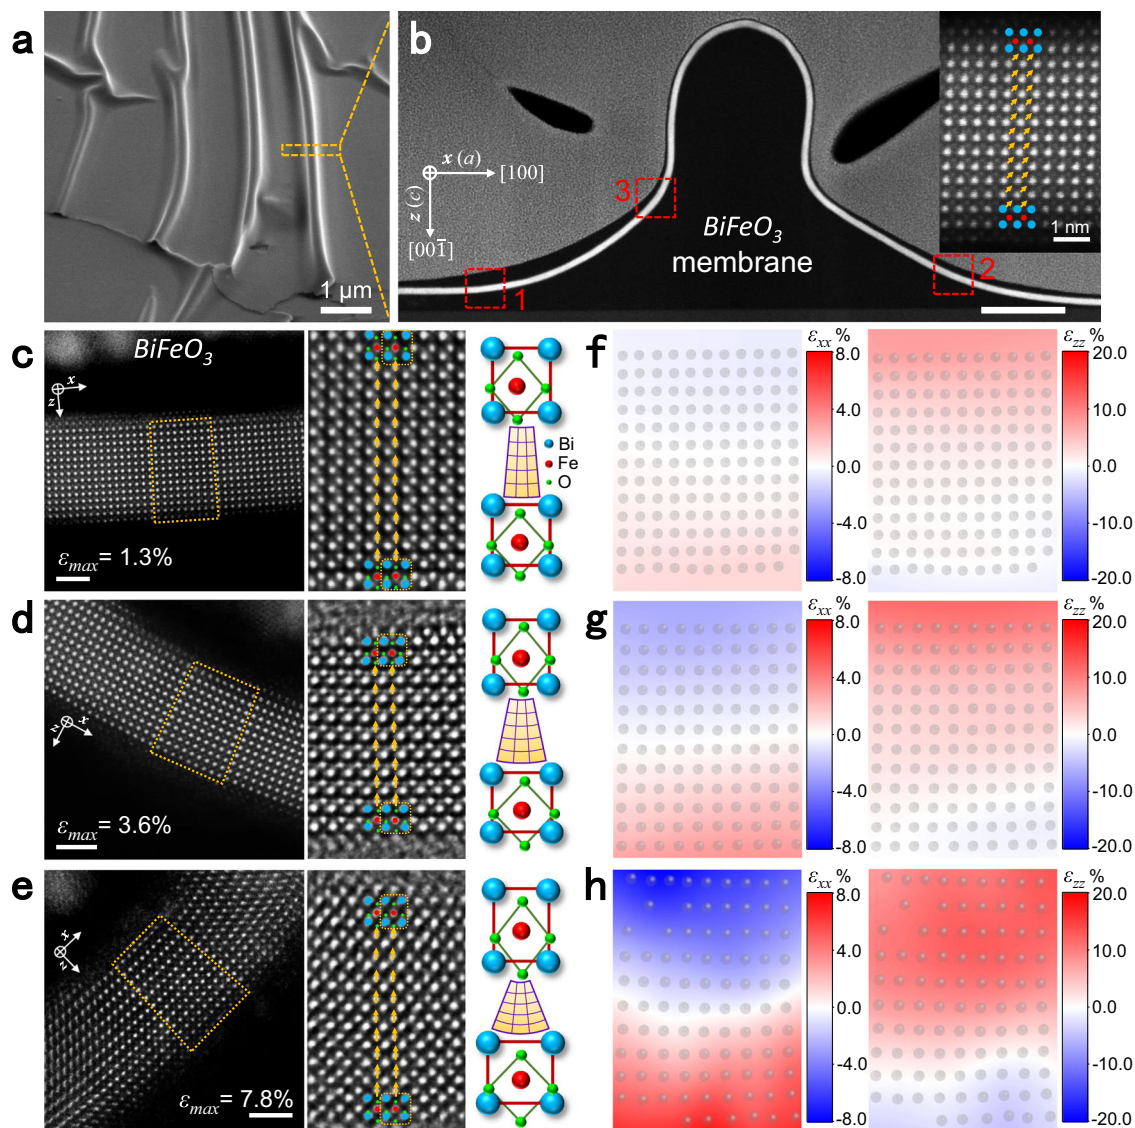 a
1 μm
b
x (a)
[100]
z (c)
[001̄]
3
BiFeO3
membrane
1
2
1 nm
c
BiFeO3
x
z
εmax= 1.3%
Bi
Fe
O
f
εxx %
8.0
4.0
0.0
-4.0
-8.0
εzz %
20.0
10.0
0.0
-10.0
-20.0
d
x
z
εmax= 3.6%
g
εxx %
8.0
4.0
0.0
-4.0
-8.0
εzz %
20.0
10.0
0.0
-10.0
-20.0
e
x
z
εmax= 7.8%
h
εxx %
8.0
4.0
0.0
-4.0
-8.0
εzz %
20.0
10.0
0.0
-10.0
-20.0